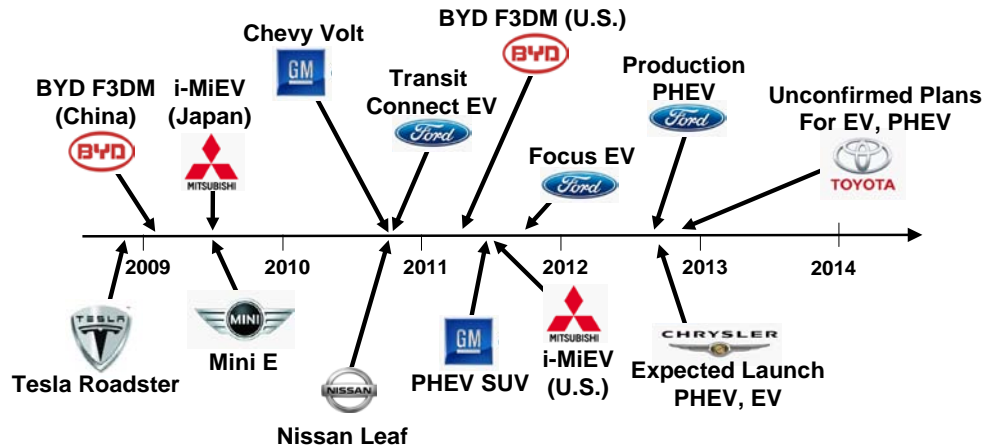 BYD F3DM (U.S.)
BYD
Chevy Volt
GM
Transit
Connect EV
Ford
Production
PHEV
Ford
Unconfirmed Plans
For EV, PHEV
TOYOTA
BYD F3DM
(China)
BYD
i-MiEV
(Japan)
MITSUBISHI
Focus EV
Ford
2009
2010
2011
2012
2013
2014
TESLA
Tesla Roadster
MINI
Mini E
NISSAN
Nissan Leaf
GM
PHEV SUV
MITSUBISHI
i-MiEV
(U.S.)
CHRYSLER
Expected Launch
PHEV, EV